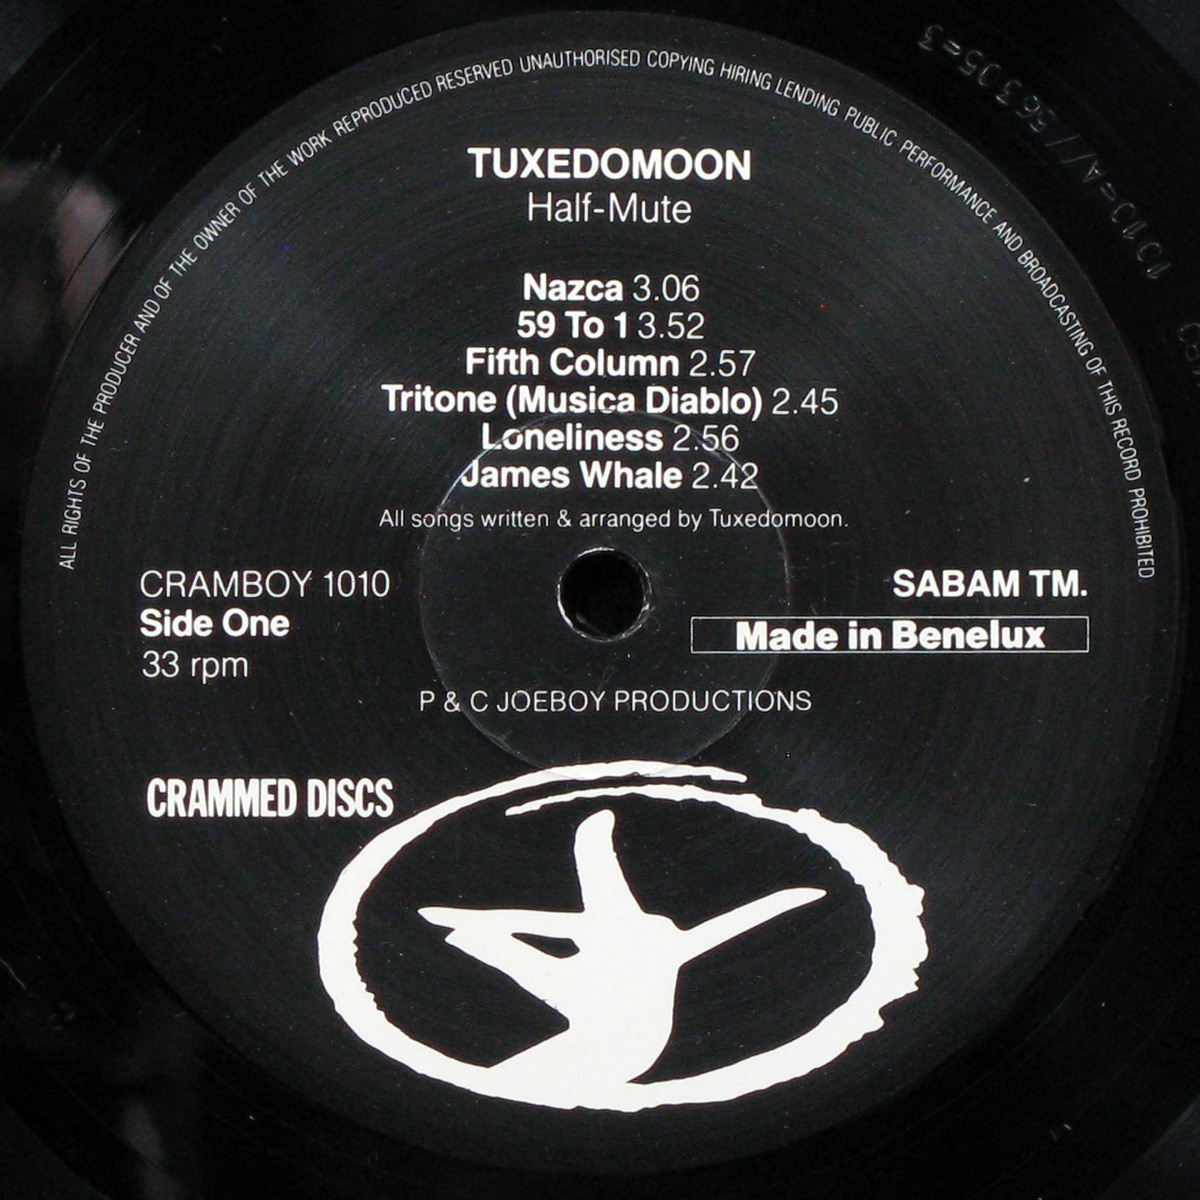 ALL RIGHTS OF THE PRODUCER AND OF THE OWNER OF THE WORK REPRODUCED RESERVED UNAUTHORISED COPYING HIRING LENDING PUBLIC PERFORMANCE AND BROADCASTING OF THIS RECORD PROHIBITED
TUXEDOMOON
Half-Mute
Nazca 3.06
59 To 1 3.52
Fifth Column 2.57
Tritone (Musica Diablo) 2.45
Loneliness 2.56
James Whale 2.42
All songs written & arranged by Tuxedomoon.
CRAMBOY 1010
Side One
33 rpm
SABAM TM.
Made in Benelux
P & C JOEBOY PRODUCTIONS
CRAMMED DISCS